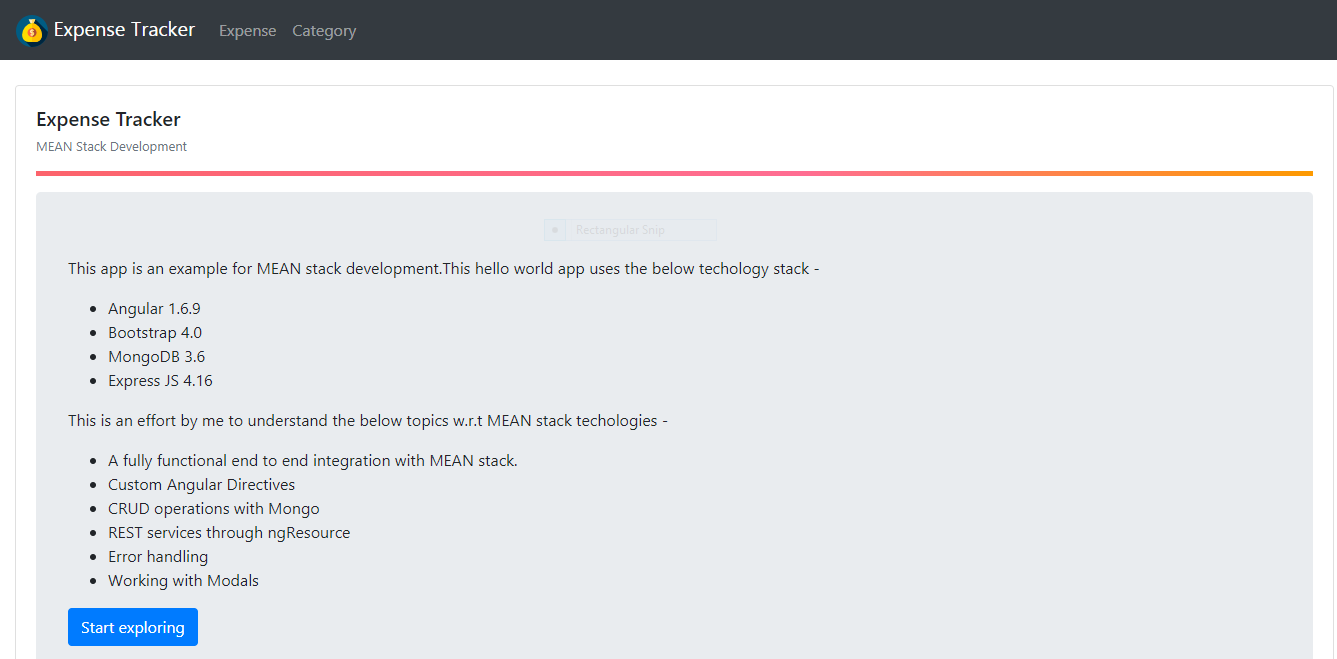 Expense Tracker Expense Category
Expense Tracker
MEAN Stack Development
Rectangular Snip
This app is an example for MEAN stack development.This hello world app uses the below techology stack -
Angular 1.6.9
Bootstrap 4.0
MongoDB 3.6
Express JS 4.16
This is an effort by me to understand the below topics w.r.t MEAN stack techologies -
A fully functional end to end integration with MEAN stack.
Custom Angular Directives
CRUD operations with Mongo
REST services through ngResource
Error handling
Working with Modals
Start exploring